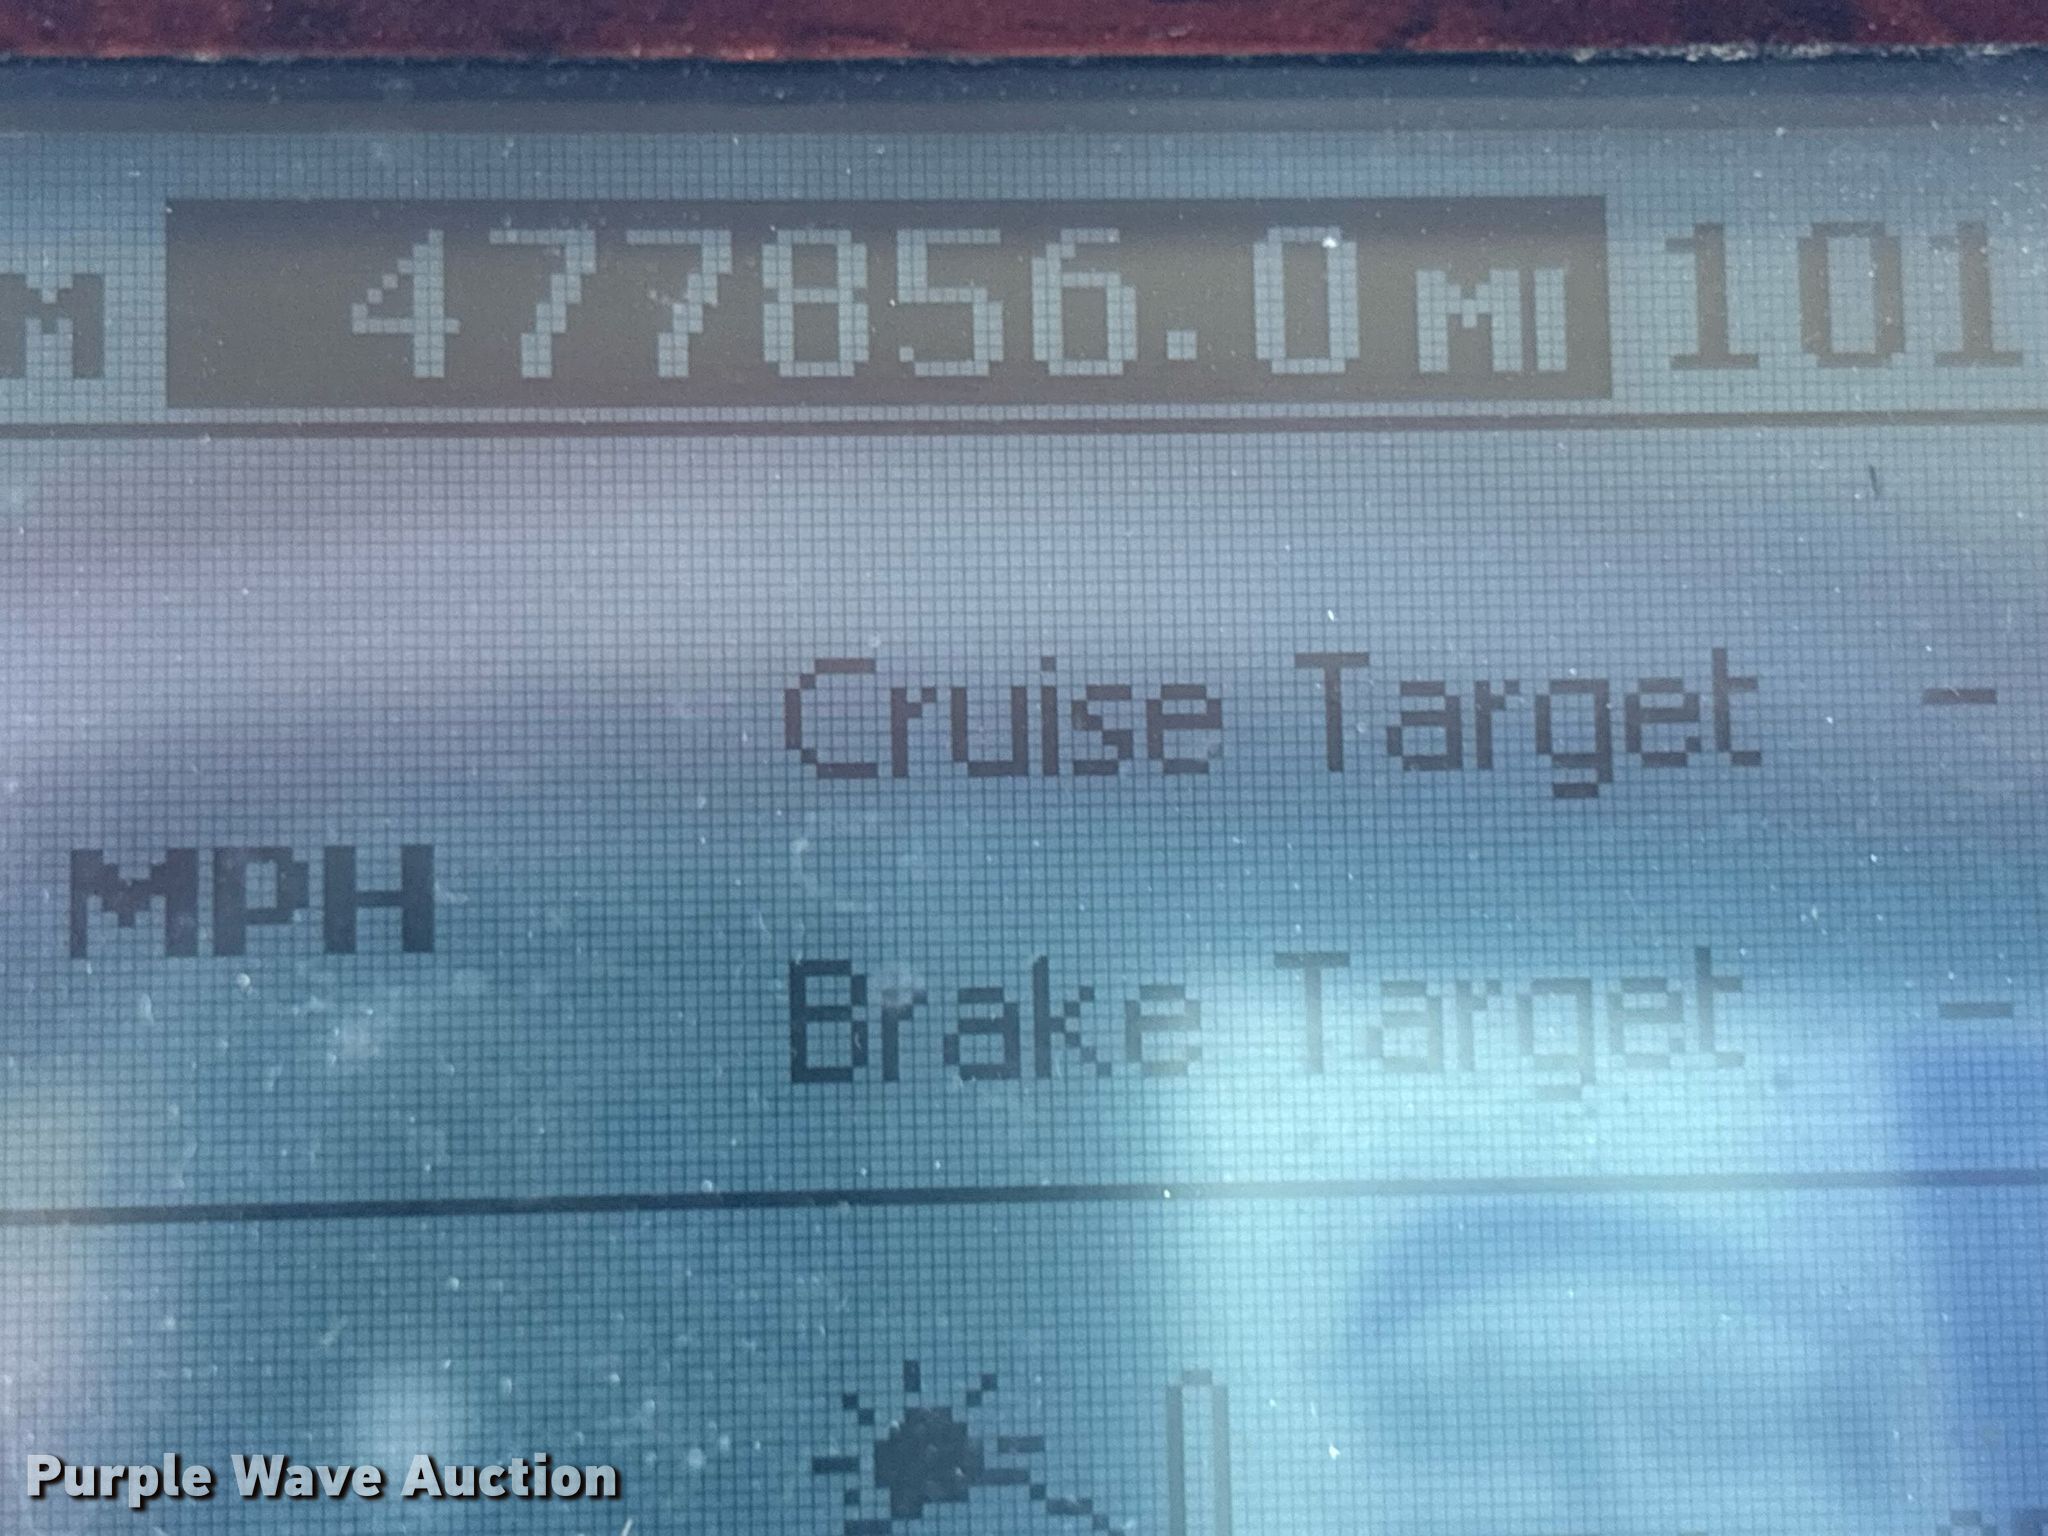 M 477856.0 MI 101
Cruise Target -
MPH
Brake Target -
Purple Wave Auction